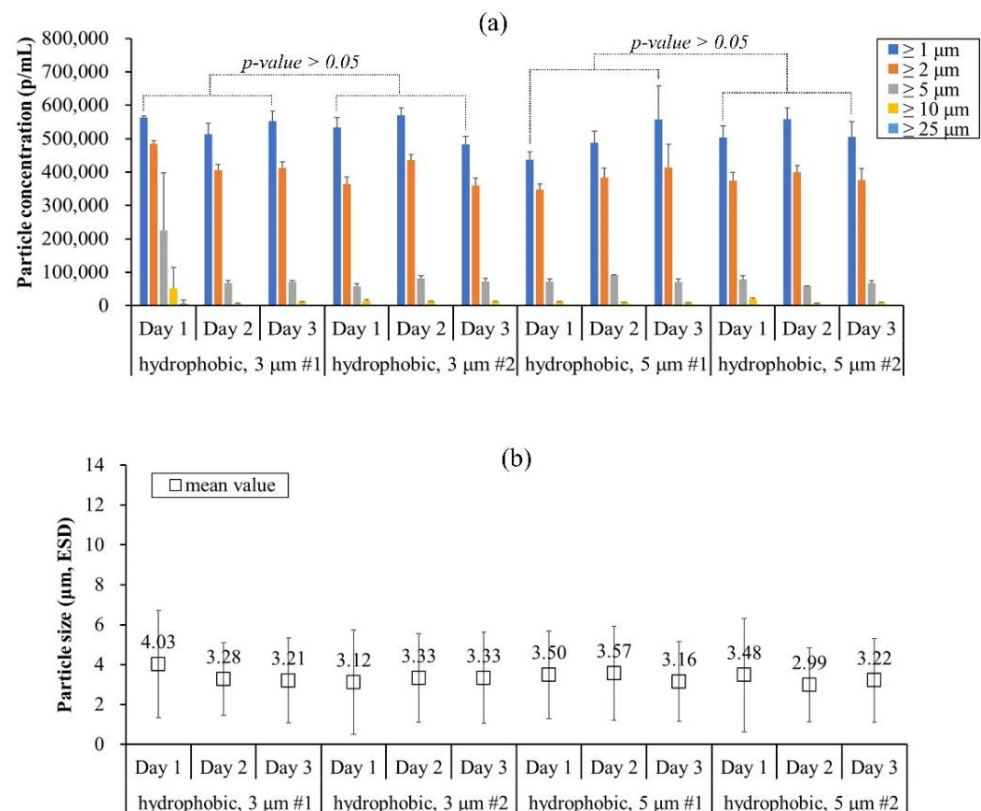 (a)
Particle concentration (p/mL)
800,000
700,000
600,000
500,000
400,000
300,000
200,000
100,000
0
p-value > 0.05
p-value > 0.05
≥ 1 µm
≥ 2 µm
≥ 5 µm
≥ 10 µm
≥ 25 µm
Day 1 Day 2 Day 3 Day 1 Day 2 Day 3 Day 1 Day 2 Day 3 Day 1 Day 2 Day 3
hydrophobic, 3 µm #1 hydrophobic, 3 µm #2 hydrophobic, 5 µm #1 hydrophobic, 5 µm #2
(b)
Particle size (µm, ESD)
14
12
10
8
6
4
2
0
mean value
4.03 3.28 3.21 3.12 3.33 3.33 3.50 3.57 3.16 3.48 2.99 3.22
Day 1 Day 2 Day 3 Day 1 Day 2 Day 3 Day 1 Day 2 Day 3 Day 1 Day 2 Day 3
hydrophobic, 3 µm #1 hydrophobic, 3 µm #2 hydrophobic, 5 µm #1 hydrophobic, 5 µm #2